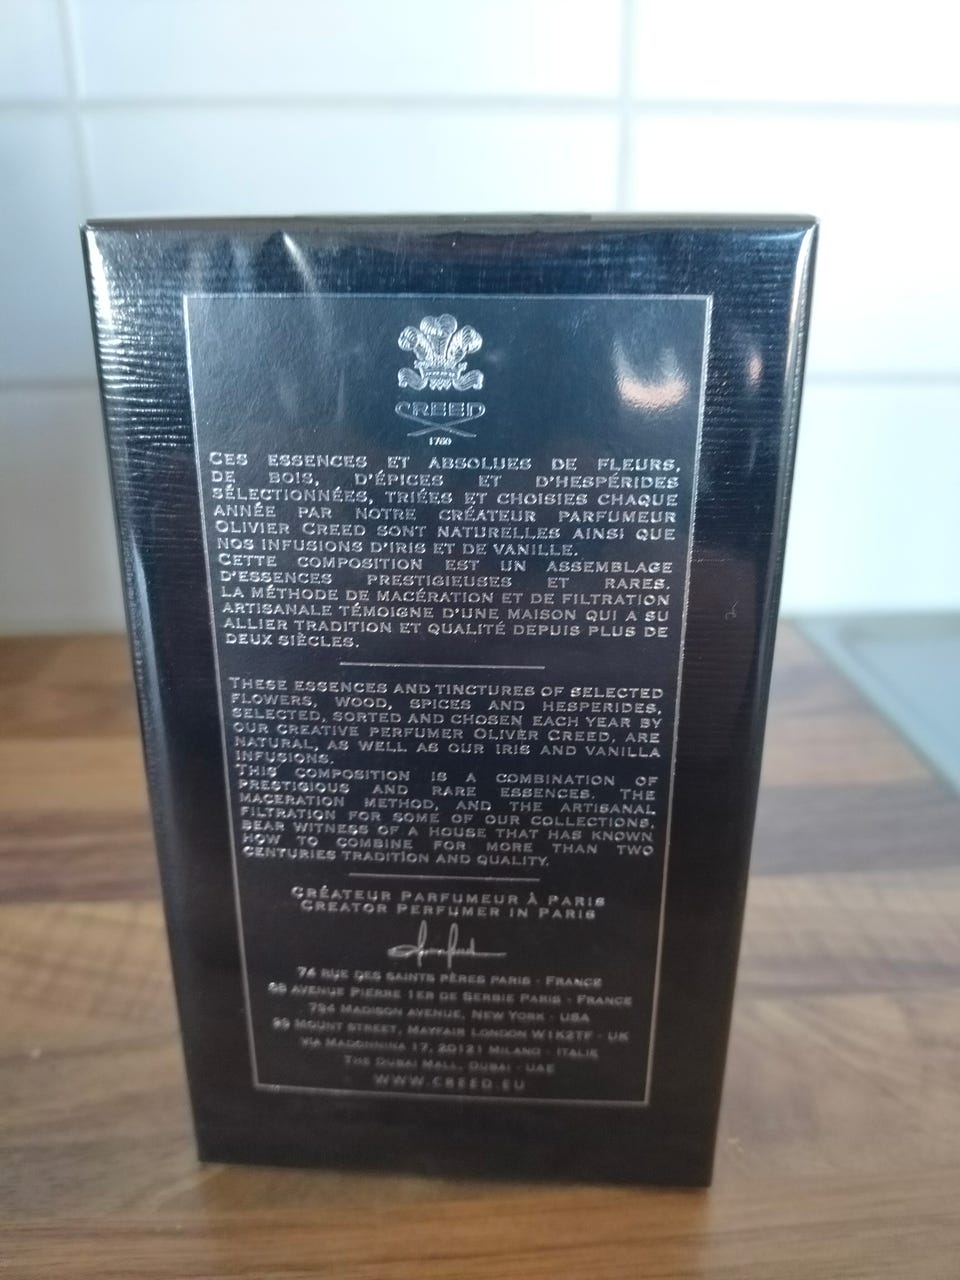 CREED
1760
CES ESSENCES ET ABSOLUES DE FLEURS,
DE BOIS, D'ÉPICES ET D'HESPÉRIDES
SÉLECTIONNÉES, TRIÉES ET CHOISIES CHAQUE
ANNÉE PAR NOTRE CRÉATEUR PARFUMEUR
OLIVIER CREED SONT NATURELLES AINSI QUE
NOS INFUSIONS D'IRIS ET DE VANILLE.
CETTE COMPOSITION EST UN ASSEMBLAGE
D'ESSENCES PRESTIGIEUSES ET RARES.
LA MÉTHODE DE MACÉRATION ET DE FILTRATION
ARTISANALE TÉMOIGNE D'UNE MAISON QUI A SU
ALLIER TRADITION ET QUALITÉ DEPUIS PLUS DE
DEUX SIÈCLES.
THESE ESSENCES AND TINCTURES OF SELECTED
FLOWERS, WOOD, SPICES AND HESPERIDES,
SELECTED, SORTED AND CHOSEN EACH YEAR BY
OUR CREATIVE PERFUMER OLIVER CREED, ARE
NATURAL, AS WELL AS OUR IRIS AND VANILLA
INFUSIONS.
THIS COMPOSITION IS A COMBINATION OF
PRESTIGIOUS AND RARE ESSENCES. THE
MACERATION METHOD, AND THE ARTISANAL
FILTRATION FOR SOME OF OUR COLLECTIONS,
BEAR WITNESS OF A HOUSE THAT HAS KNOWN
HOW TO COMBINE FOR MORE THAN TWO
CENTURIES TRADITION AND QUALITY.
CRÉATEUR PARFUMEUR À PARIS
CREATOR PERFUMER IN PARIS
74 RUE DES SAINTS PÈRES PARIS - FRANCE
AVENUE PIERRE 1ER DE SERBIE PARIS - FRANCE
794 MADISON AVENUE, NEW YORK - USA
99 MOUNT STREET, MAYFAIR LONDON W1K2TF - UK
VIA MADONNINA 17, 20121 MILANO - ITALIE
THE DUBAI MALL, DUBAI - UAE
WWW.CREED.EU